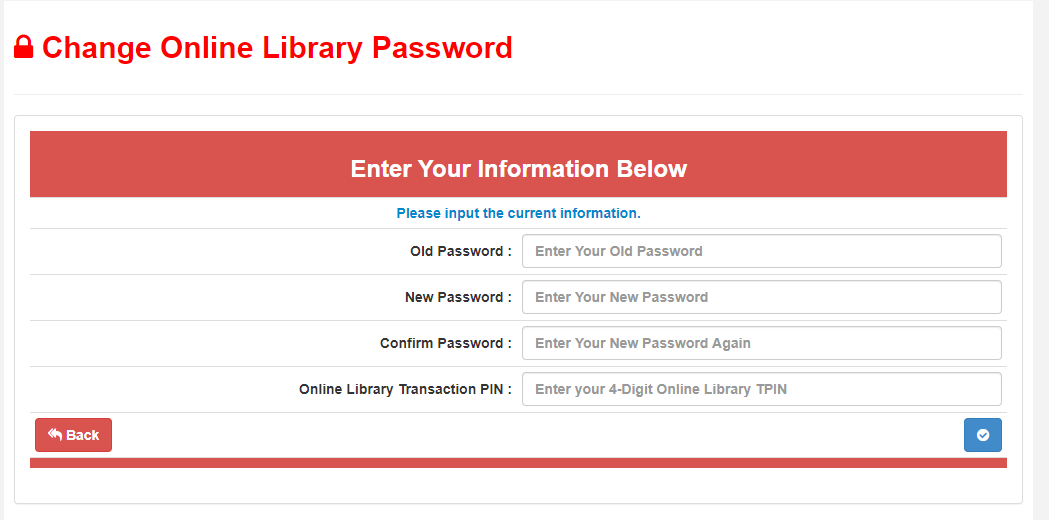 Change Online Library Password
Enter Your Information Below
Please input the current information.
Old Password : Enter Your Old Password
New Password : Enter Your New Password
Confirm Password : Enter Your New Password Again
Online Library Transaction PIN : Enter your 4-Digit Online Library TPIN
Back